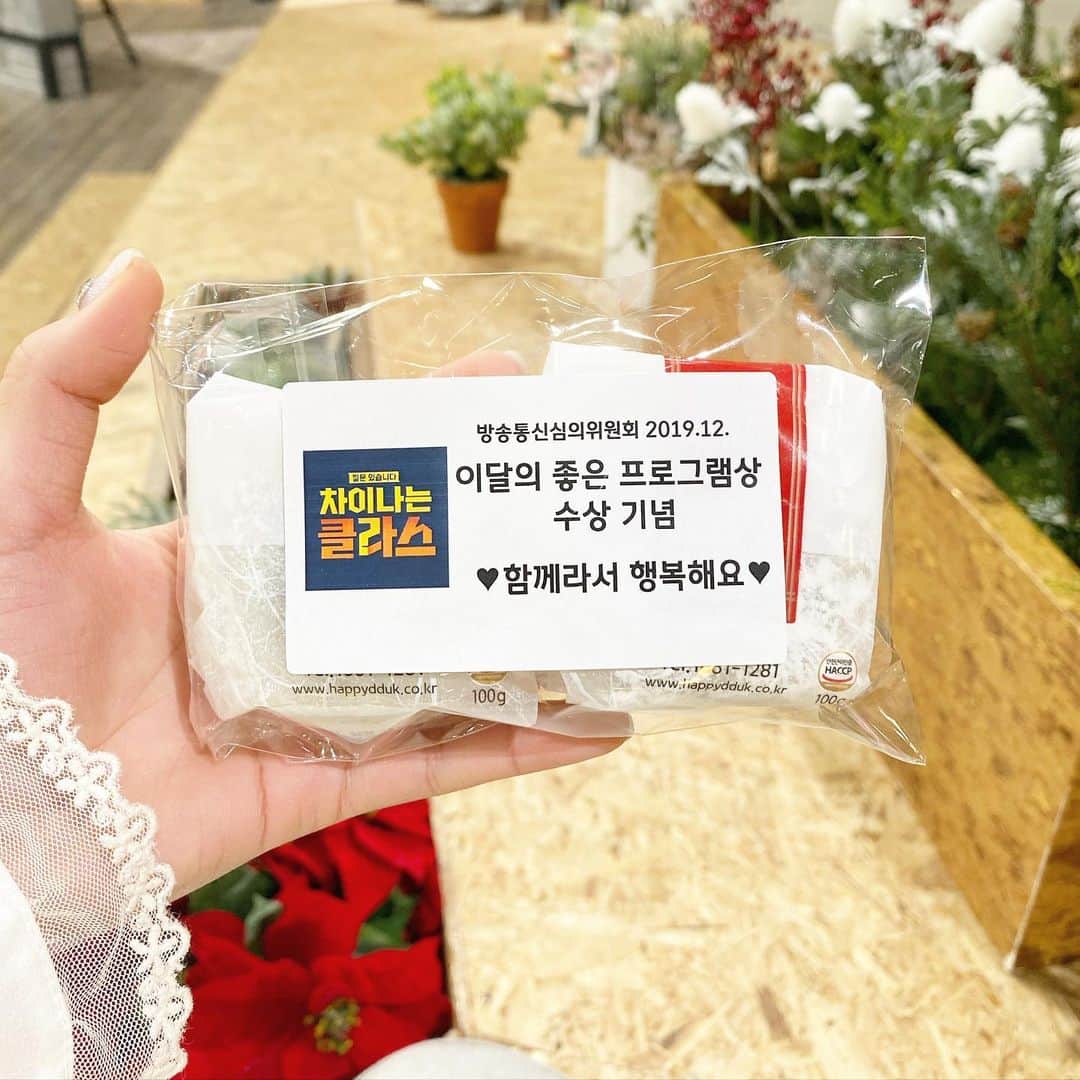 방송통신심의위원회 2019.12.
이달의 좋은 프로그램상
수상 기념
♥함께라서 행복해요♥
질문 있습니다
차이나는
클라스
www.happydduk.co.kr
100g
-1281
www.happydduk.co.kr
HACCP
100g